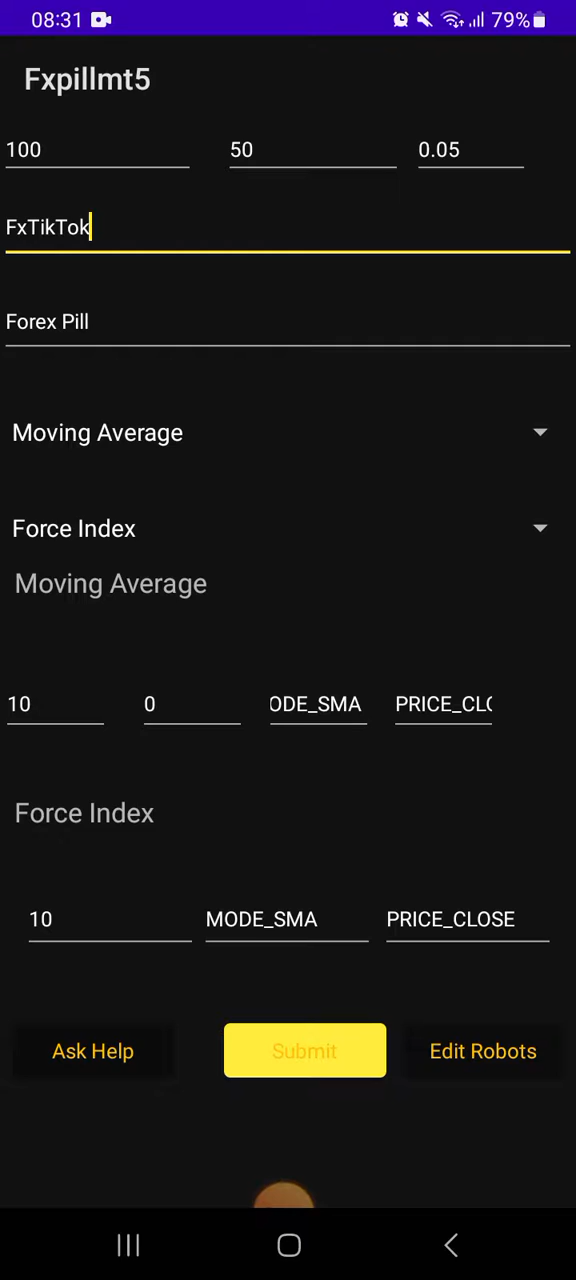 08:31 79%
Fxpillmt5
100 50 0.05
FxTikTok
Forex Pill
Moving Average
Force Index
Moving Average
10 0 ODE_SMA PRICE_CLO
Force Index
10 MODE_SMA PRICE_CLOSE
Ask Help Submit Edit Robots